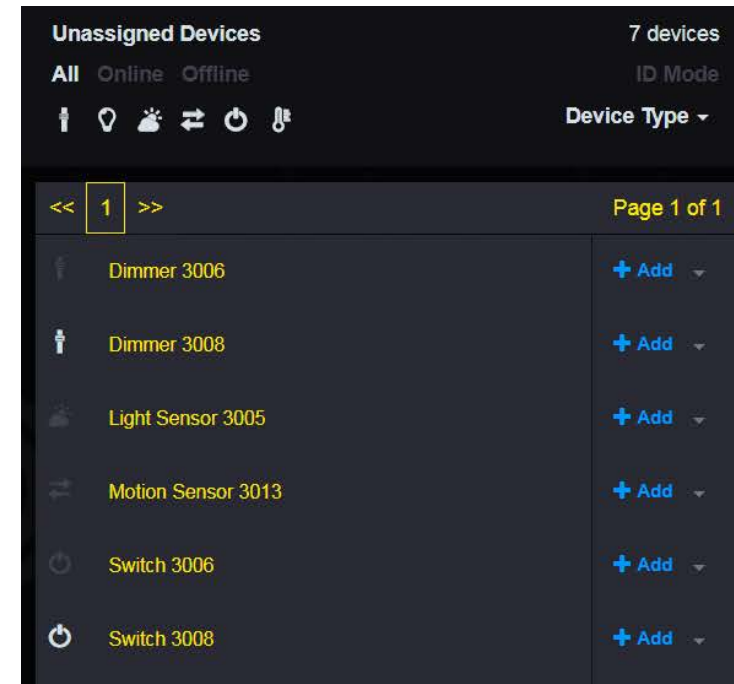 Unassigned Devices 7 devices
All Online Offline ID Mode
Device Type
<< 1 >> Page 1 of 1
Dimmer 3006 + Add
Dimmer 3008 + Add
Light Sensor 3005 + Add
Motion Sensor 3013 + Add
Switch 3006 + Add
Switch 3008 + Add